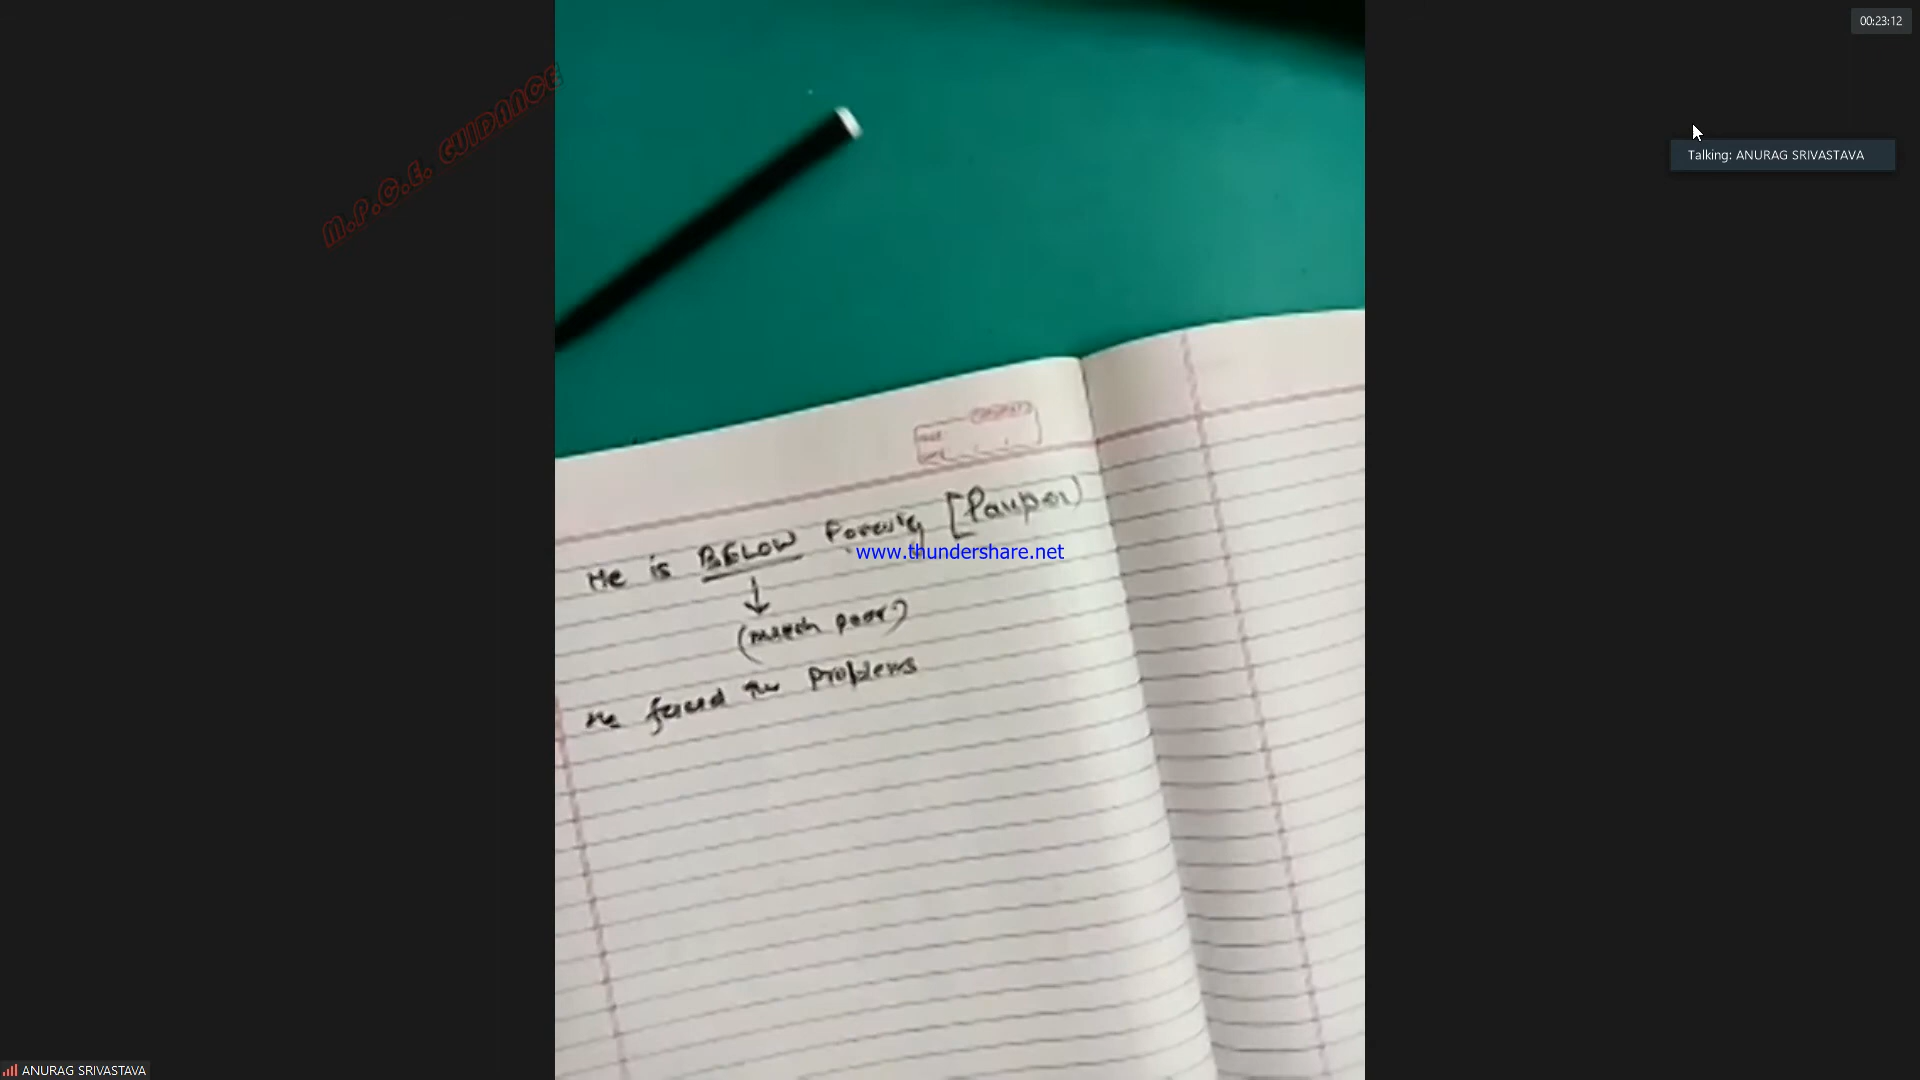 00:23:12
M.P.C.E. GUIDANCE
Talking: ANURAG SRIVASTAVA
He is BELOW Poverty [Pauper)
www.thundershare.net
(much poor)
He faced the Problems
ANURAG SRIVASTAVA